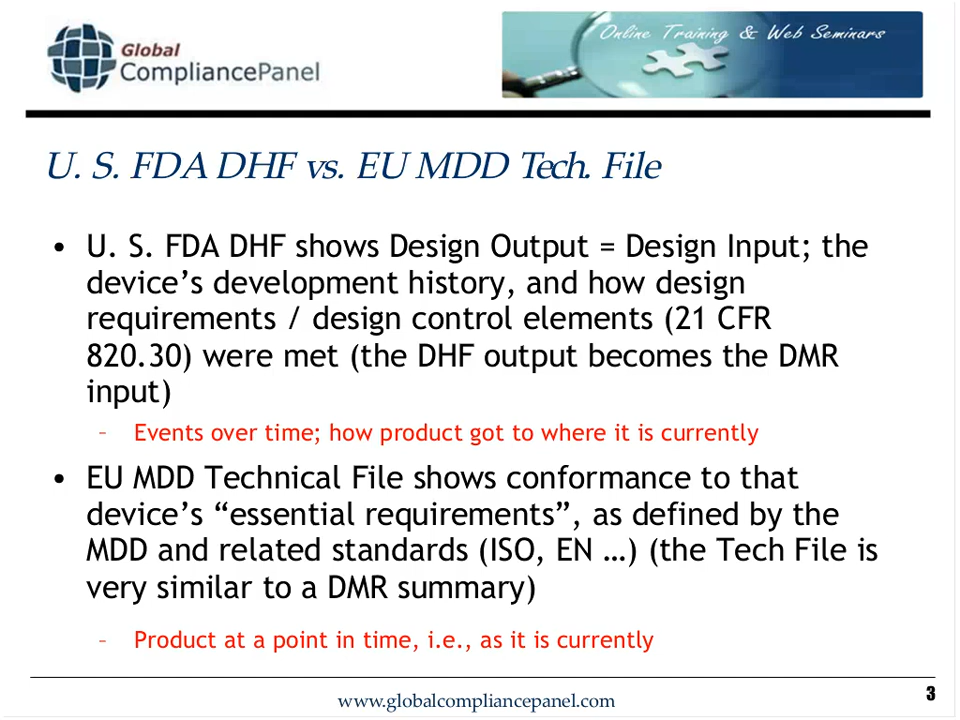 Global
CompliancePanel
Online Training & Web Seminars
U. S. FDA DHF vs. EU MDD Tech. File
• U. S. FDA DHF shows Design Output = Design Input; the
device’s development history, and how design
requirements / design control elements (21 CFR
820.30) were met (the DHF output becomes the DMR
input)
– Events over time; how product got to where it is currently
• EU MDD Technical File shows conformance to that
device’s “essential requirements”, as defined by the
MDD and related standards (ISO, EN …) (the Tech File is
very similar to a DMR summary)
– Product at a point in time, i.e., as it is currently
www.globalcompliancepanel.com
3